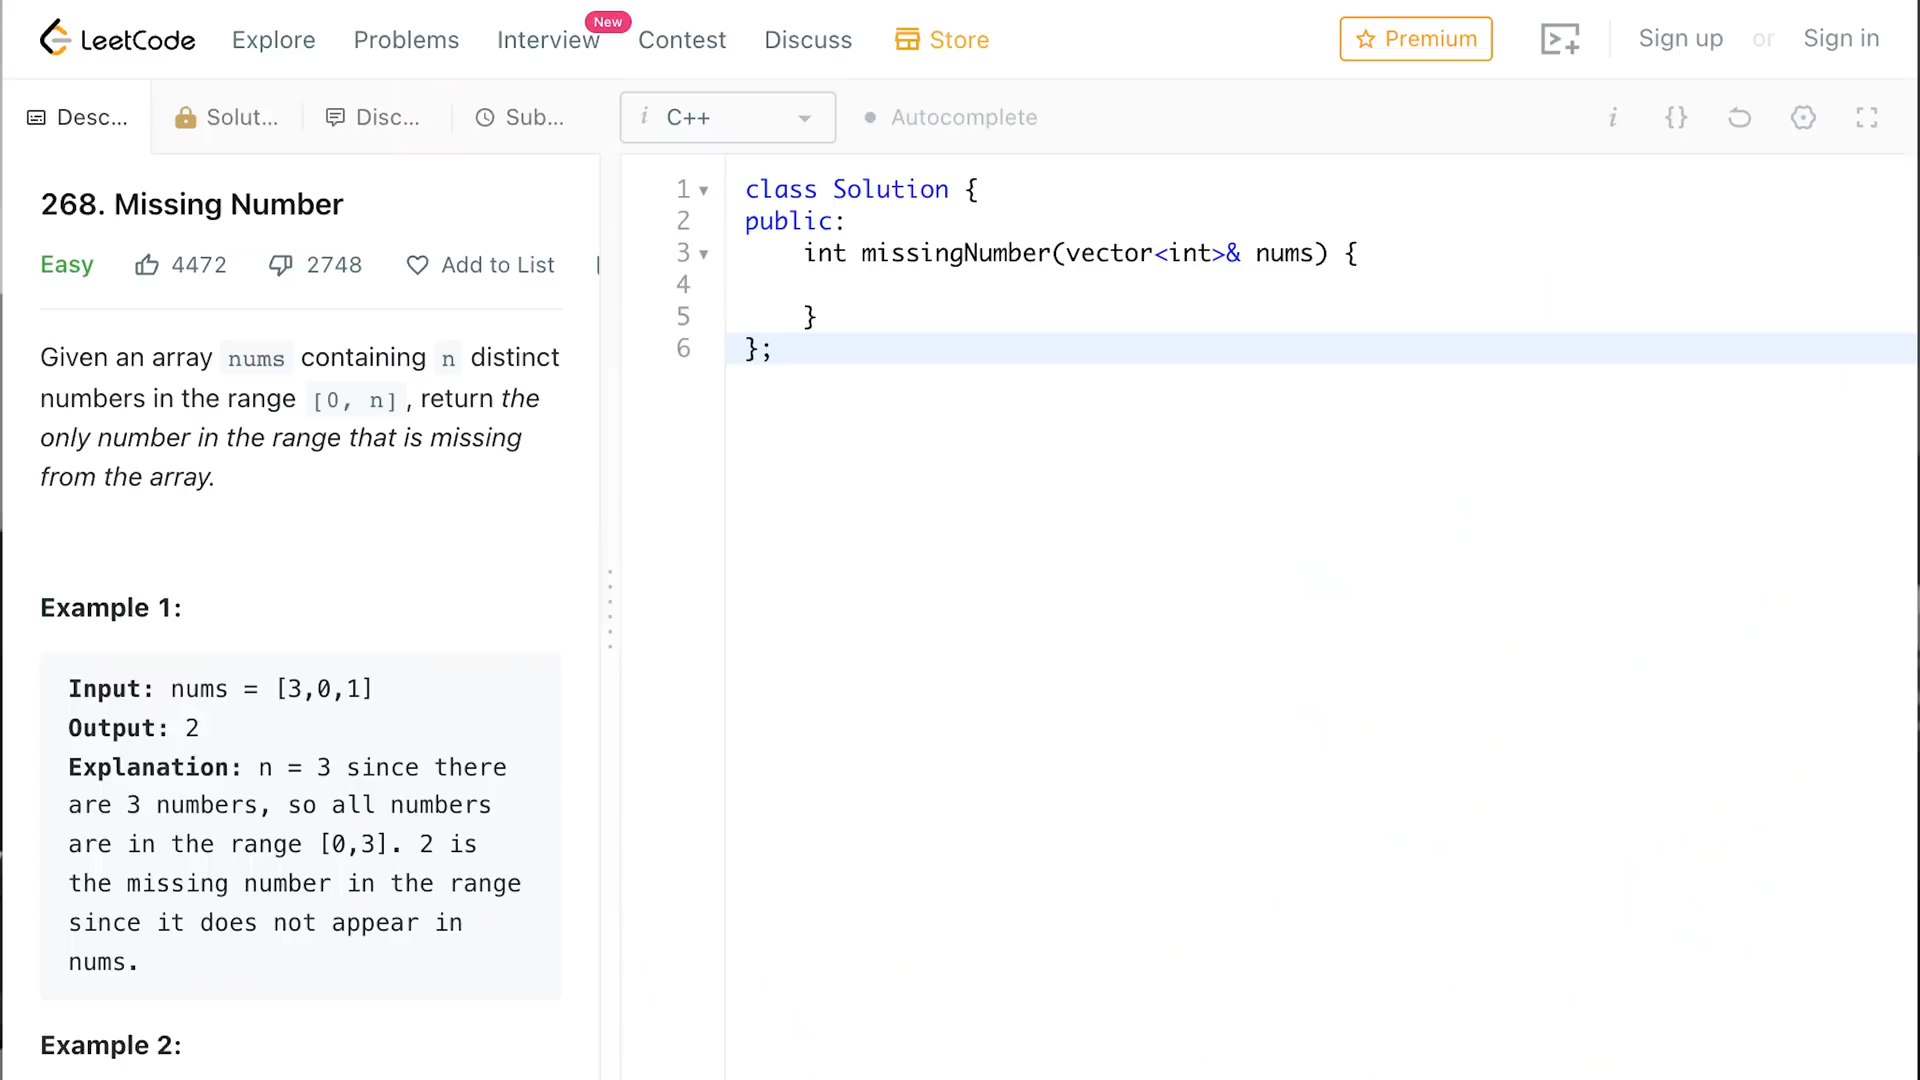 LeetCode Explore Problems Interview New Contest Discuss Store Premium Sign up or Sign in
Desc... Solut... Disc... Sub... i C++ Autocomplete i {}
268. Missing Number
Easy 4472 2748 Add to List
Given an array nums containing n distinct
numbers in the range [0, n], return the
only number in the range that is missing
from the array.
Example 1:
Input: nums = [3,0,1]
Output: 2
Explanation: n = 3 since there
are 3 numbers, so all numbers
are in the range [0,3]. 2 is
the missing number in the range
since it does not appear in
nums.
Example 2:
1 class Solution {
2 public:
3 int missingNumber(vector<int>& nums) {
4
5 }
6 };